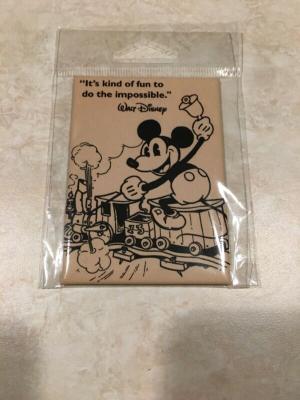 "It's kind of fun to
do the impossible."
Walt Disney